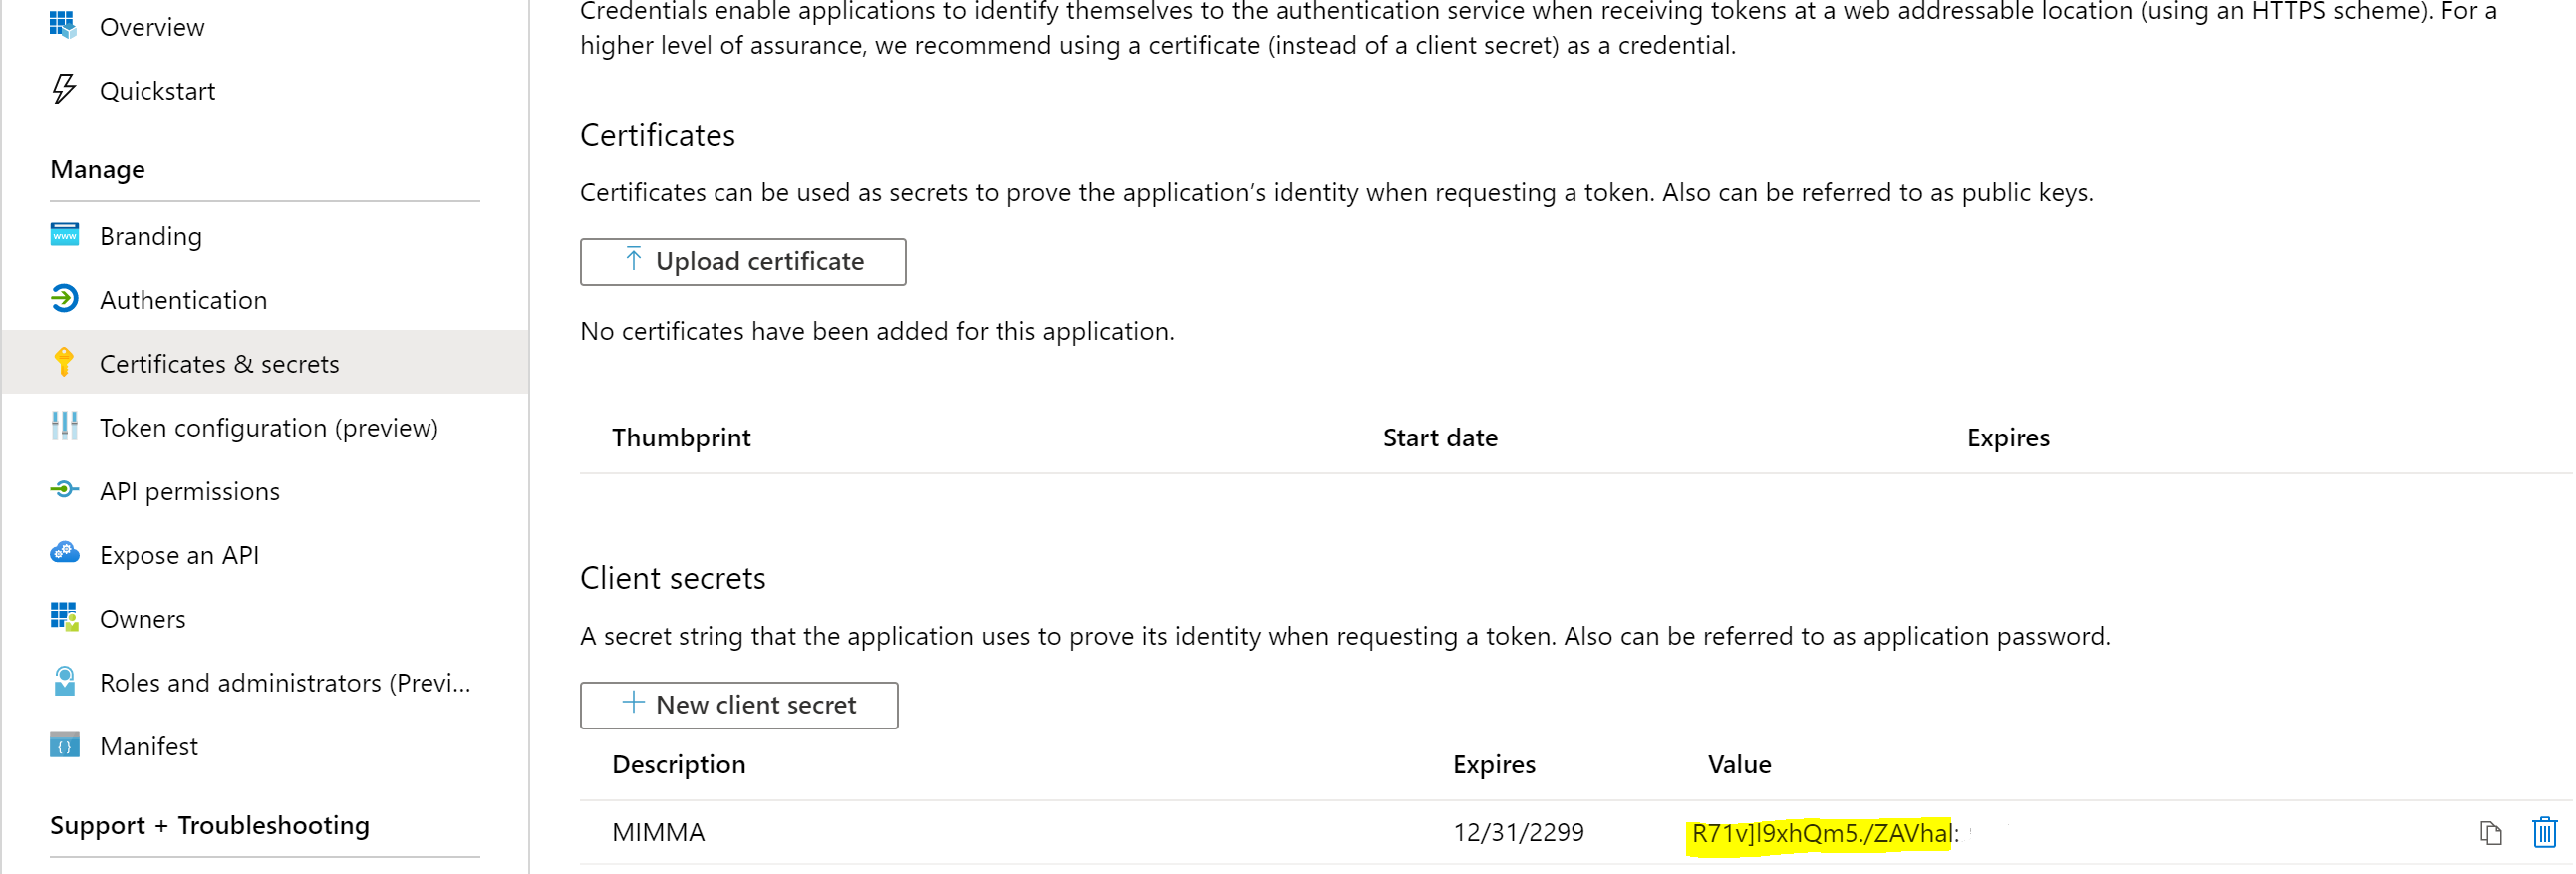 Overview
Quickstart
Manage
Branding
Authentication
Certificates & secrets
Token configuration (preview)
API permissions
Expose an API
Owners
Roles and administrators (Previ...
Manifest
Support + Troubleshooting
Credentials enable applications to identify themselves to the authentication service when receiving tokens at a web addressable location (using an HTTPS scheme). For a
higher level of assurance, we recommend using a certificate (instead of a client secret) as a credential.
Certificates
Certificates can be used as secrets to prove the application’s identity when requesting a token. Also can be referred to as public keys.
Upload certificate
No certificates have been added for this application.
Thumbprint Start date Expires
Client secrets
A secret string that the application uses to prove its identity when requesting a token. Also can be referred to as application password.
New client secret
Description Expires Value
MIMMA 12/31/2299 R71v]l9xhQm5./ZAVhal: